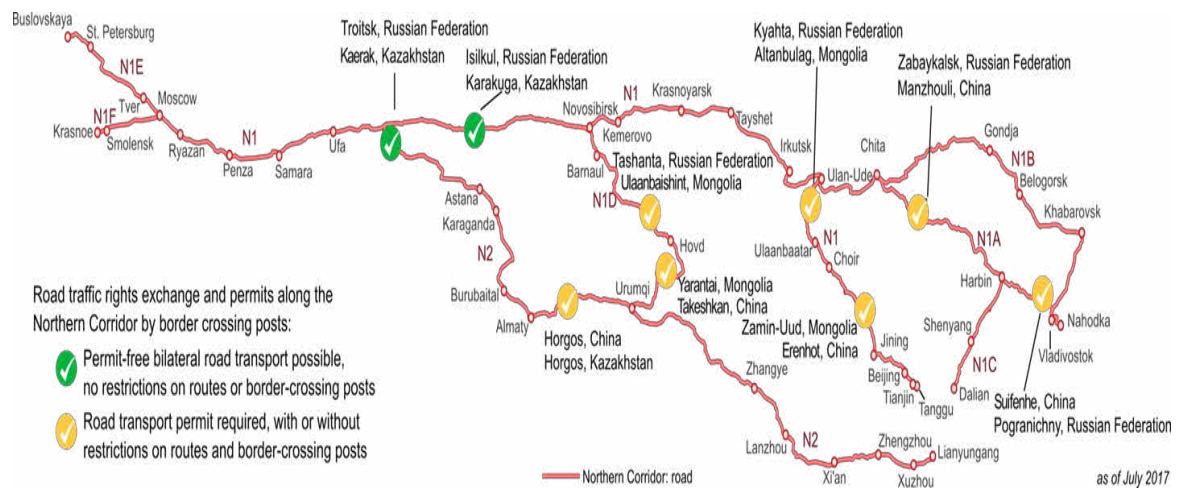 Buslovskaya
St. Petersburg
N1E
Tver
Moscow
N1F
Krasnoe
Smolensk
Ryazan
N1
Penza
Samara
Ufa
Troitsk, Russian Federation
Kaerak, Kazakhstan
Isilkul, Russian Federation
Karakuga, Kazakhstan
Novosibirsk
N1
Kemerovo
Krasnoyarsk
Tayshet
Irkutsk
Ulan-Ude
Chita
Kyahta, Russian Federation
Altanbulag, Mongolia
Zabaykalsk, Russian Federation
Manzhouli, China
Gondja
N1B
Belogorsk
Khabarovsk
Barnaul
Tashanta, Russian Federation
Ulaanbaishint, Mongolia
N1D
Hovd
Yarantai, Mongolia
Takeshkan, China
Urumqi
Astana
Karaganda
N2
Burubaital
Almaty
Horgos, China
Horgos, Kazakhstan
Ulaanbaatar
N1
Choir
Zamin-Uud, Mongolia
Erenhot, China
Jining
Beijing
Tianjin
Tanggu
N1A
Harbin
Shenyang
N1C
Dalian
Nahodka
Vladivostok
Suifenhe, China
Pogranichny, Russian Federation
Zhangye
Lanzhou
N2
Xi'an
Zhengzhou
Xuzhou
Lianyungang
Road traffic rights exchange and permits along the
Northern Corridor by border crossing posts:
Permit-free bilateral road transport possible,
no restrictions on routes or border-crossing posts
Road transport permit required, with or without
restrictions on routes and border-crossing posts
Northern Corridor: road
as of July 2017